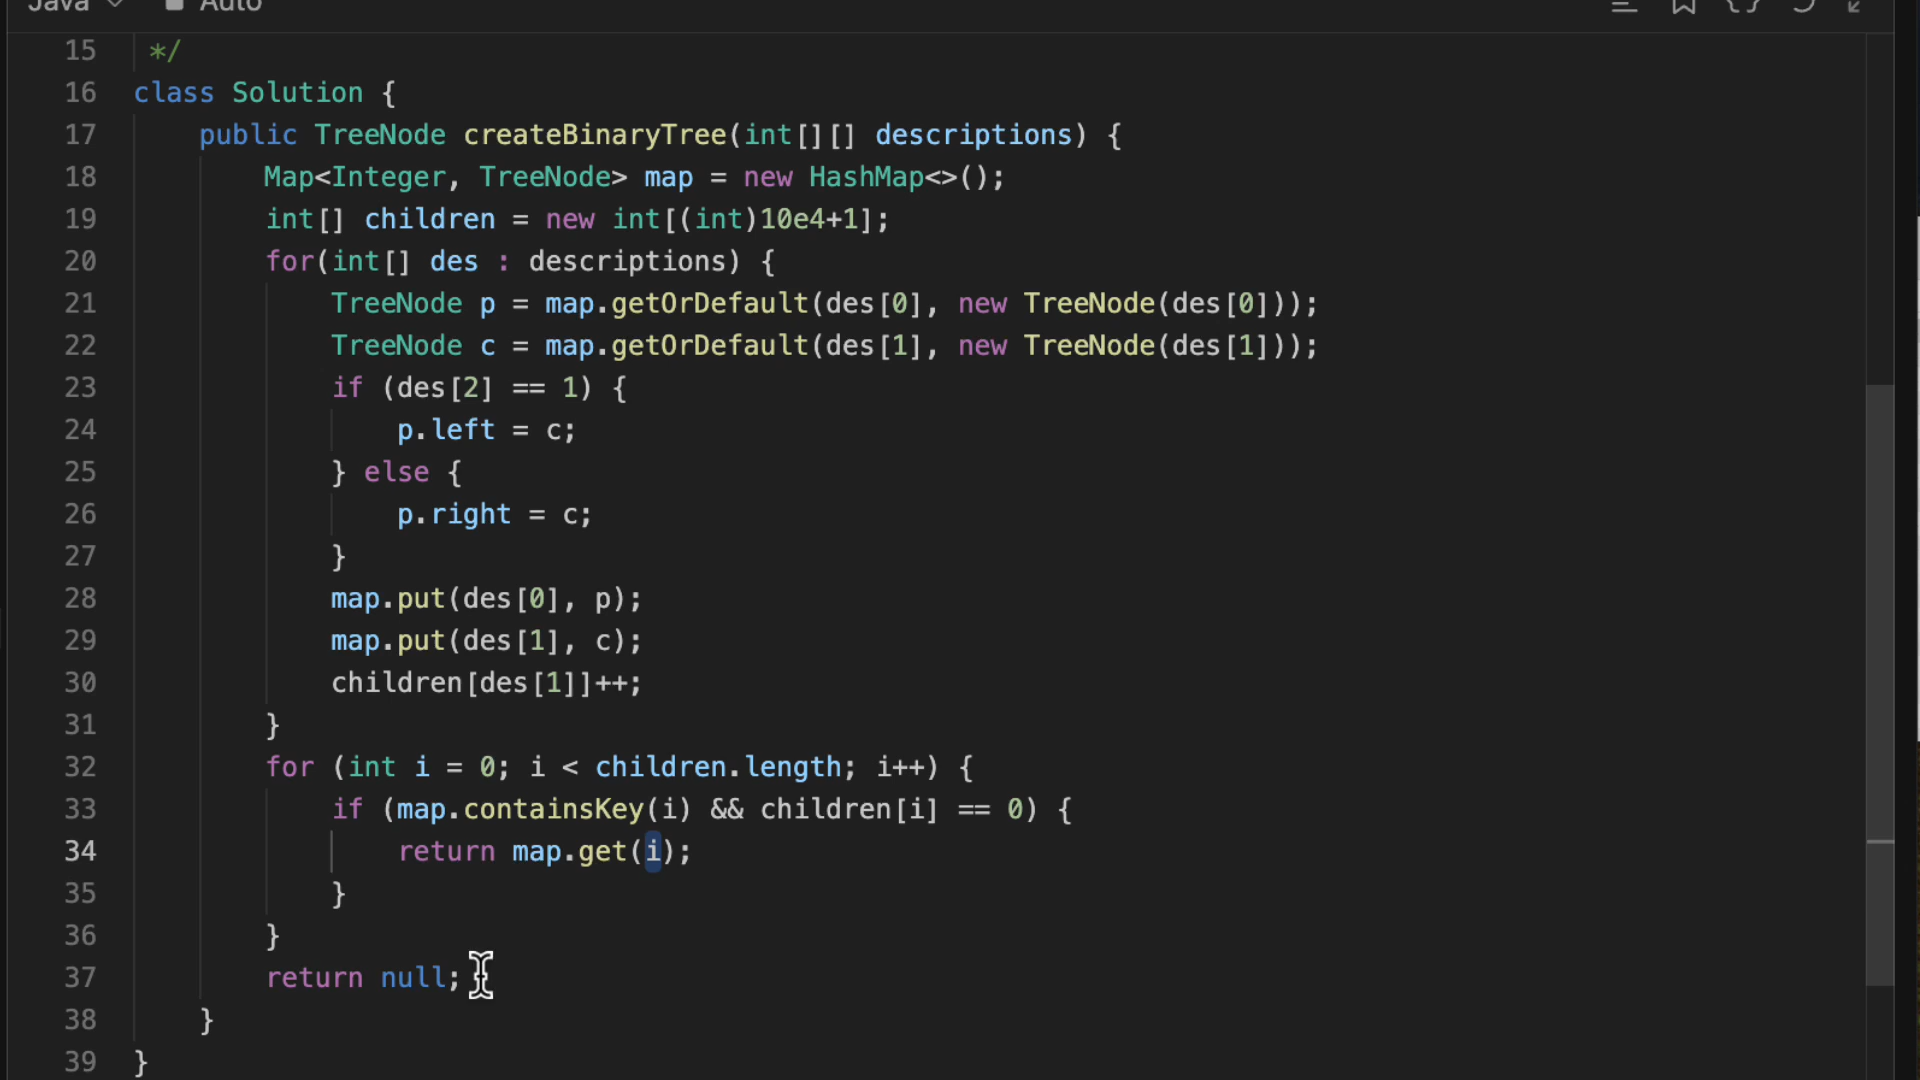 Java Auto
15 */
16 class Solution {
17 public TreeNode createBinaryTree(int[][] descriptions) {
18 Map<Integer, TreeNode> map = new HashMap<>();
19 int[] children = new int[(int)10e4+1];
20 for(int[] des : descriptions) {
21 TreeNode p = map.getOrDefault(des[0], new TreeNode(des[0]));
22 TreeNode c = map.getOrDefault(des[1], new TreeNode(des[1]));
23 if (des[2] == 1) {
24 p.left = c;
25 } else {
26 p.right = c;
27 }
28 map.put(des[0], p);
29 map.put(des[1], c);
30 children[des[1]]++;
31 }
32 for (int i = 0; i < children.length; i++) {
33 if (map.containsKey(i) && children[i] == 0) {
34 return map.get(i);
35 }
36 }
37 return null;
38 }
39 }